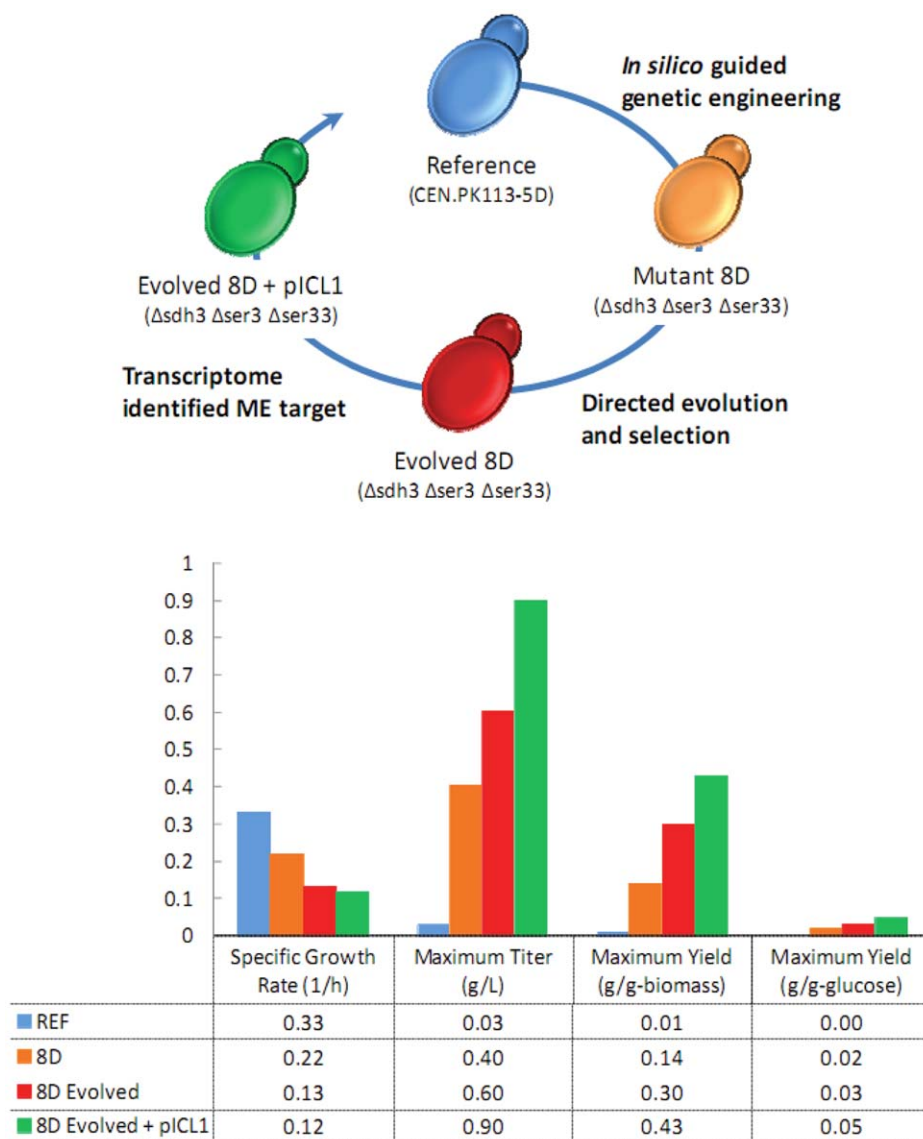 In silico guided
genetic engineering
Reference
(CEN.PK113-5D)
Evolved 8D + pICL1
(Δsdh3 Δser3 Δser33)
Mutant 8D
(Δsdh3 Δser3 Δser33)
Transcriptome
identified ME target
Directed evolution
and selection
Evolved 8D
(Δsdh3 Δser3 Δser33)
1
0.9
0.8
0.7
0.6
0.5
0.4
0.3
0.2
0.1
0
Specific Growth Rate (1/h) Maximum Titer (g/L) Maximum Yield (g/g-biomass) Maximum Yield (g/g-glucose)
REF 0.33 0.03 0.01 0.00
8D 0.22 0.40 0.14 0.02
8D Evolved 0.13 0.60 0.30 0.03
8D Evolved + pICL1 0.12 0.90 0.43 0.05